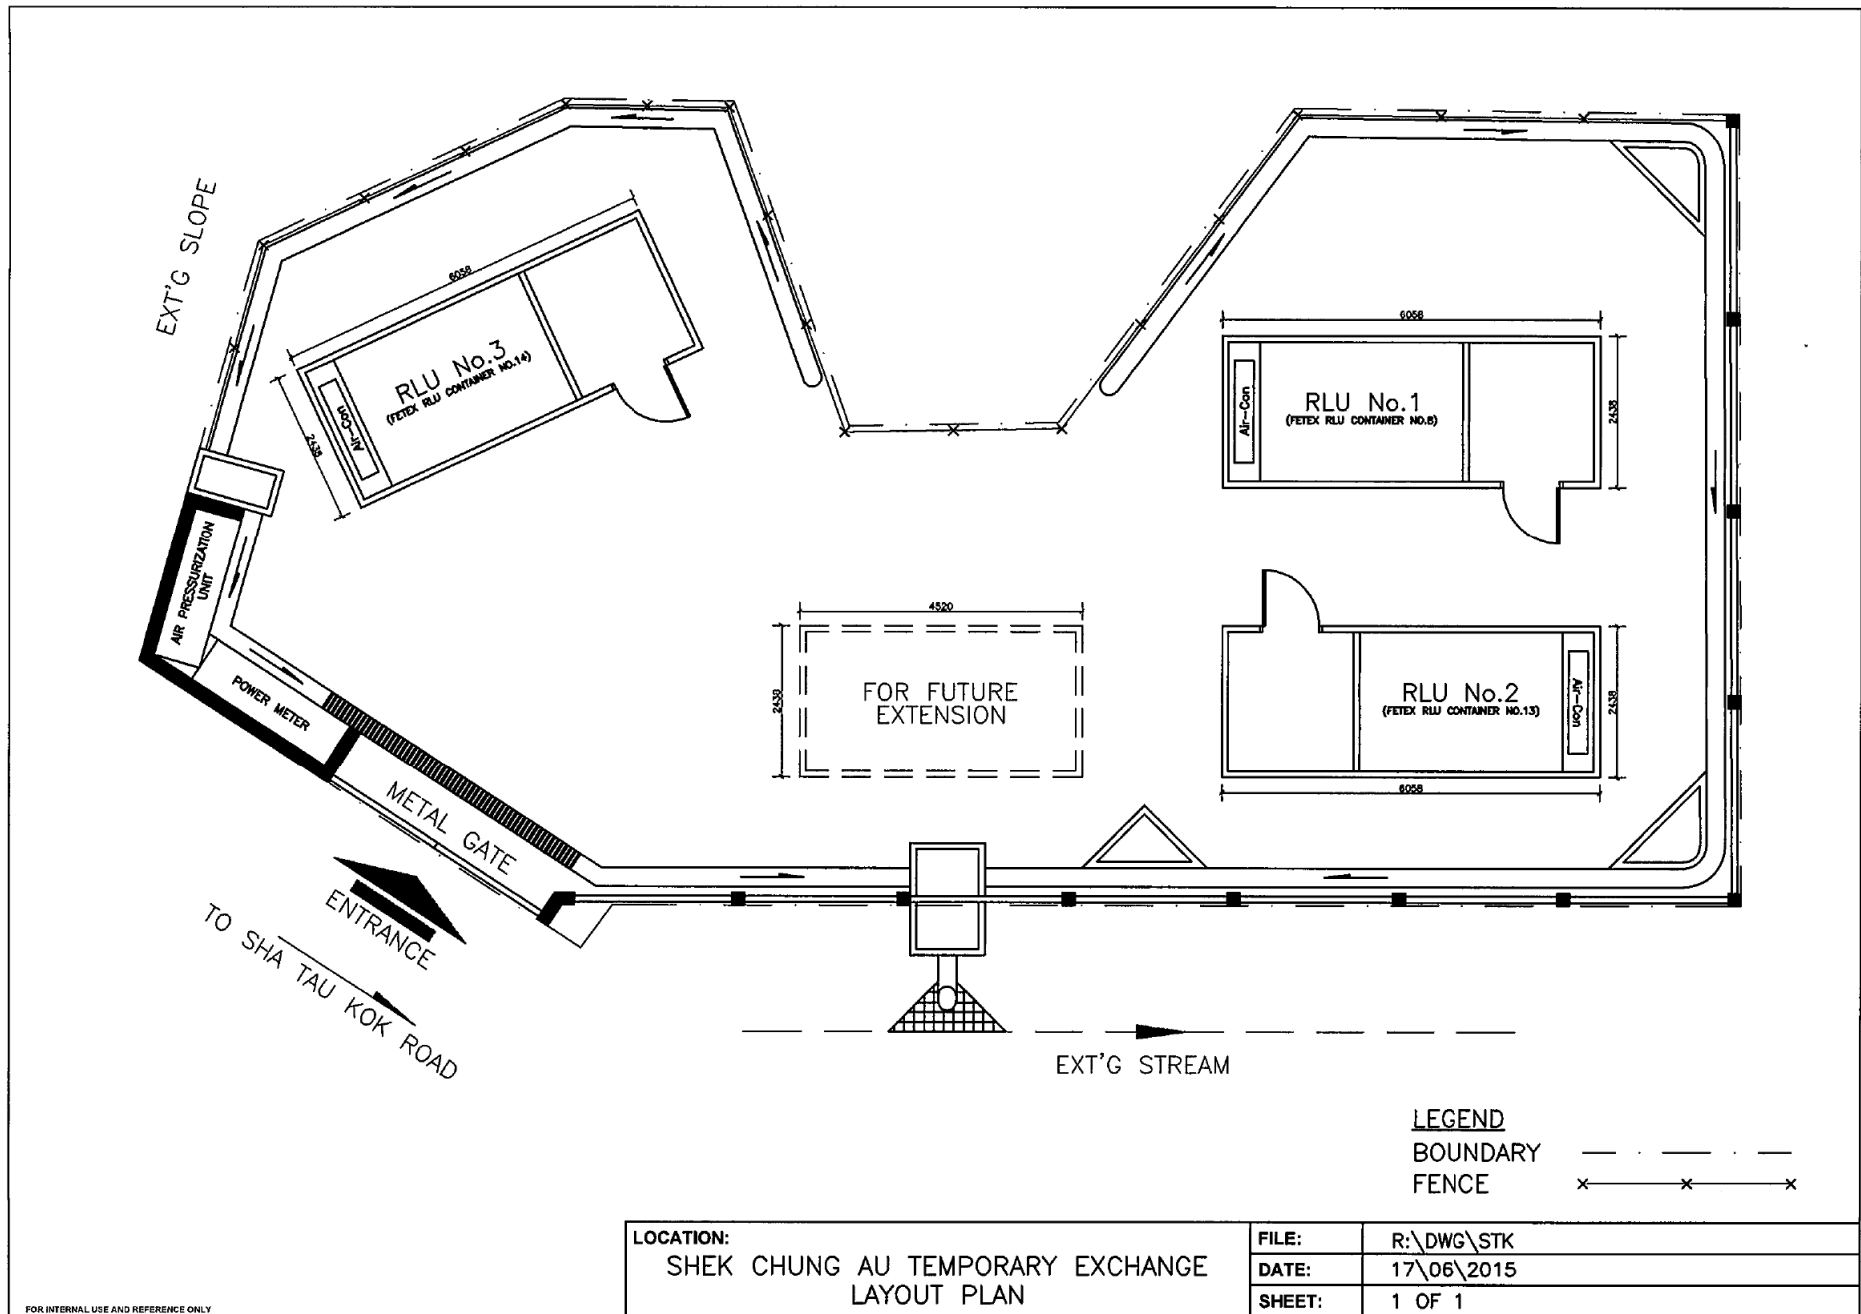 EXT'G SLOPE
6058
RLU No.3
(FETEX RLU CONTAINER NO.14)
Air-Con
2438
6058
RLU No.1
(FETEX RLU CONTAINER NO.8)
Air-Con
2438
AIR PRESSURIZATION
UNIT
POWER METER
METAL GATE
ENTRANCE
TO SHA TAU KOK ROAD
4520
2438
FOR FUTURE
EXTENSION
RLU No.2
(FETEX RLU CONTAINER NO.13)
Air-Con
2438
6058
EXT'G STREAM
LEGEND
BOUNDARY
FENCE
LOCATION:
SHEK CHUNG AU TEMPORARY EXCHANGE
LAYOUT PLAN
FILE: R:\DWG\STK
DATE: 17\06\2015
SHEET: 1 OF 1
FOR INTERNAL USE AND REFERENCE ONLY